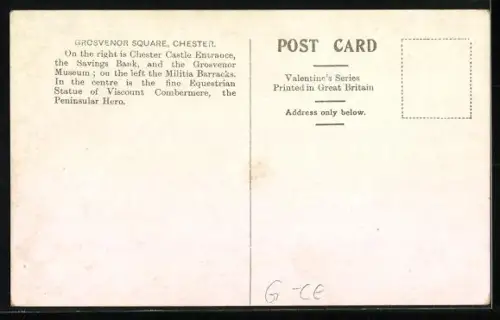 GROSVENOR SQUARE, CHESTER.
On the right is Chester Castle Entrance,
the Savings Bank, and the Grosvenor
Museum ; on the left the Militia Barracks.
In the centre is the fine Equestrian
Statue of Viscount Combermere, the
Peninsular Hero.
POST CARD
Valentine's Series
Printed in Great Britain
Address only below.
G -CE